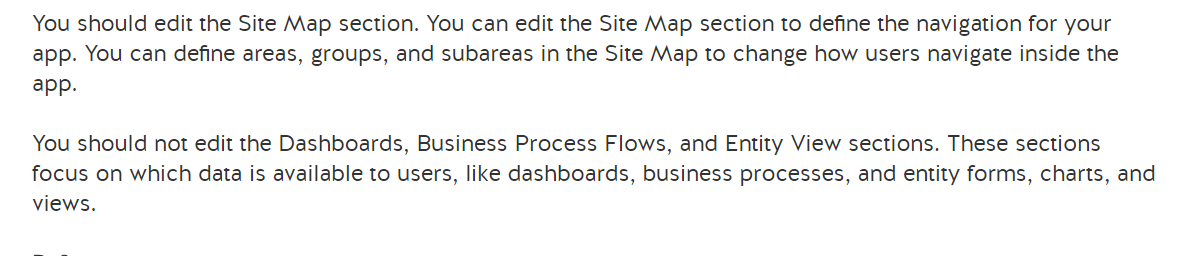 You should edit the Site Map section. You can edit the Site Map section to define the navigation for your
app. You can define areas, groups, and subareas in the Site Map to change how users navigate inside the
app.
You should not edit the Dashboards, Business Process Flows, and Entity View sections. These sections
focus on which data is available to users, like dashboards, business processes, and entity forms, charts, and
views.